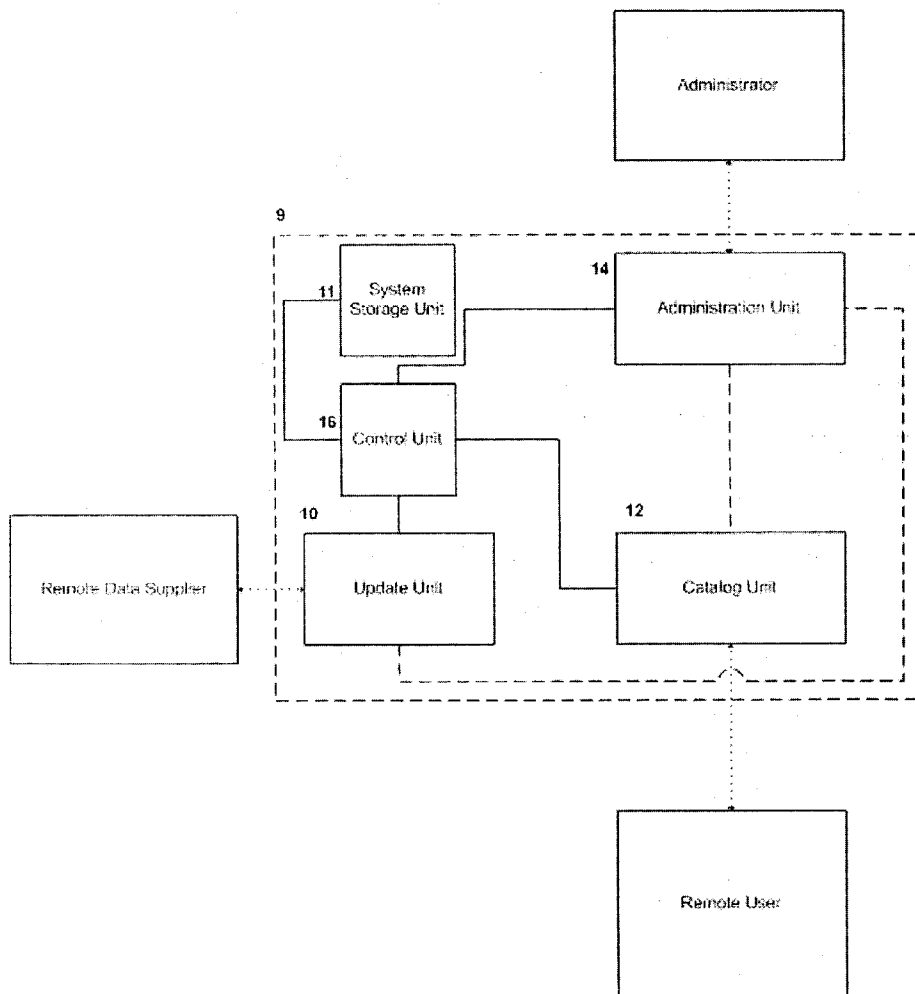 Administrator
9
11
System
Storage Unit
14
Administration Unit
16
Control Unit
10
12
Remote Data Supplier
Update Unit
Catalog Unit
Remote User